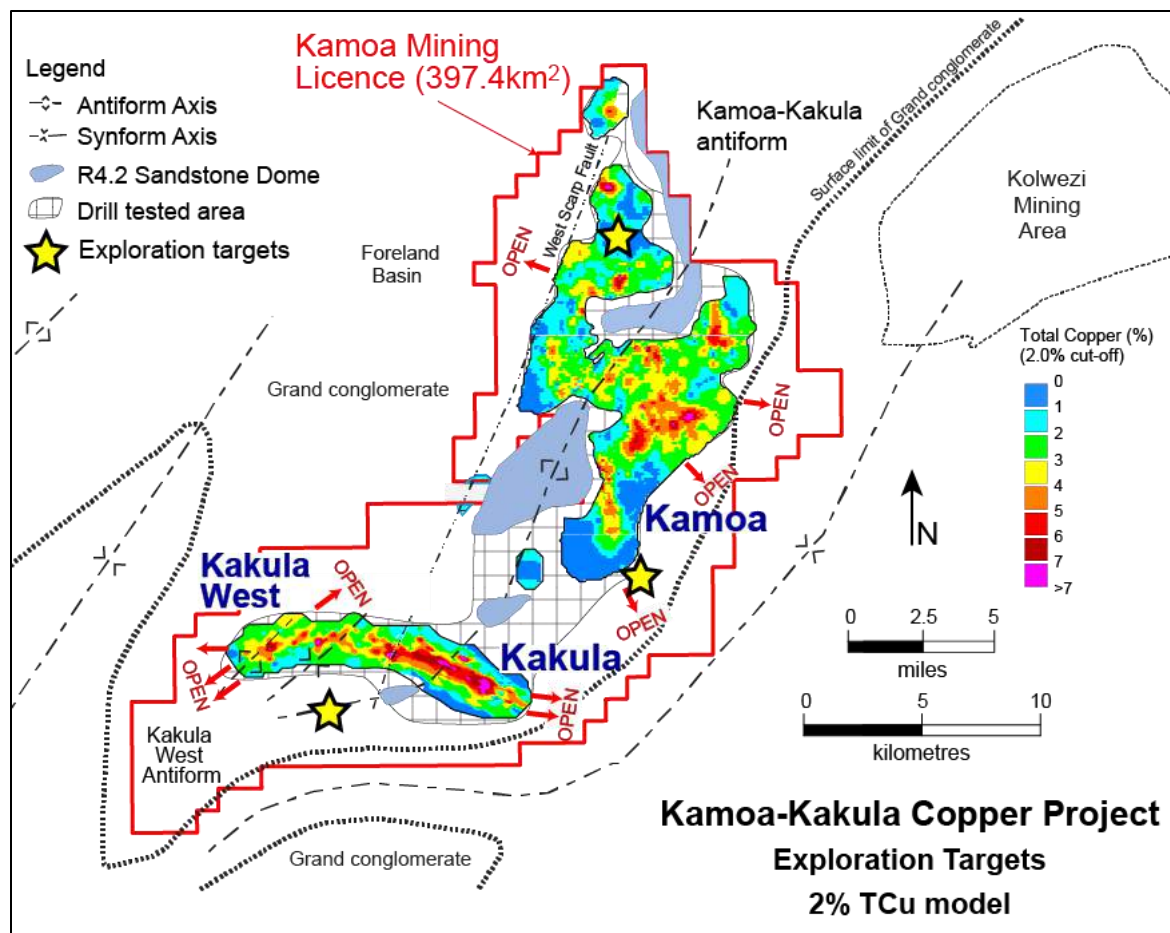 Kamoa Mining
Licence (397.4km²)
Legend
Antiform Axis
Synform Axis
R4.2 Sandstone Dome
Drill tested area
Exploration targets
Kamoa-Kakula
antiform
Surface limit of Grand conglomerate
Kolwezi
Mining
Area
West Scarp Fault
Foreland
Basin
OPEN
Grand conglomerate
OPEN
OPEN
Total Copper (%)
(2.0% cut-off)
0
1
2
3
4
5
6
7
>7
Kamoa
N
Kakula
West
OPEN
OPEN
Kakula
OPEN
OPEN
Kakula
West
Antiform
0 2.5 5
miles
0 5 10
kilometres
Grand conglomerate
Kamoa-Kakula Copper Project
Exploration Targets
2% TCu model